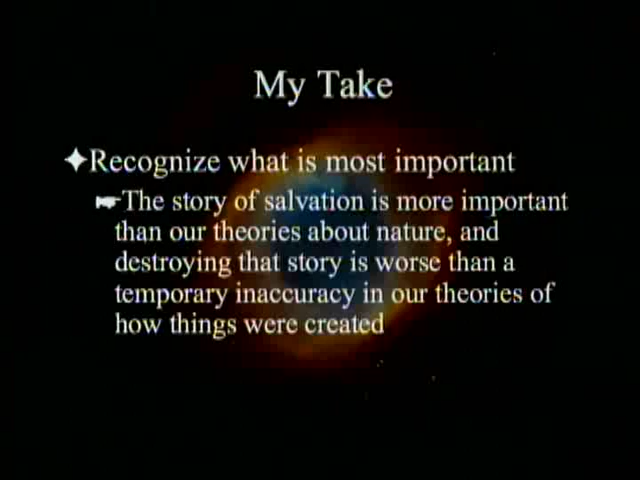 My Take
Recognize what is most important
The story of salvation is more important
than our theories about nature, and
destroying that story is worse than a
temporary inaccuracy in our theories of
how things were created